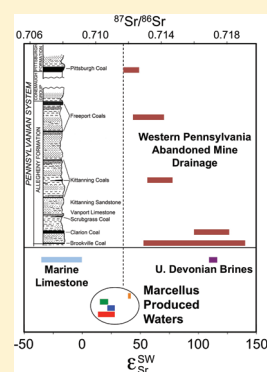 87Sr/86Sr
0.706 0.710 0.714 0.718
PENNSYLVANIAN SYSTEM
ALLEGHENY FORMATION
Pittsburgh Coal
Freeport Coals
Western Pennsylvania
Abandoned Mine
Drainage
Kittanning Coals
Kittanning Sandstone
Vanport Limestone
Scrubgrass Coal
Clarion Coal
Brookville Coal
Marine
Limestone
U. Devonian Brines
Marcellus
Produced
Waters
-50 0 50 100 150
εSr SW